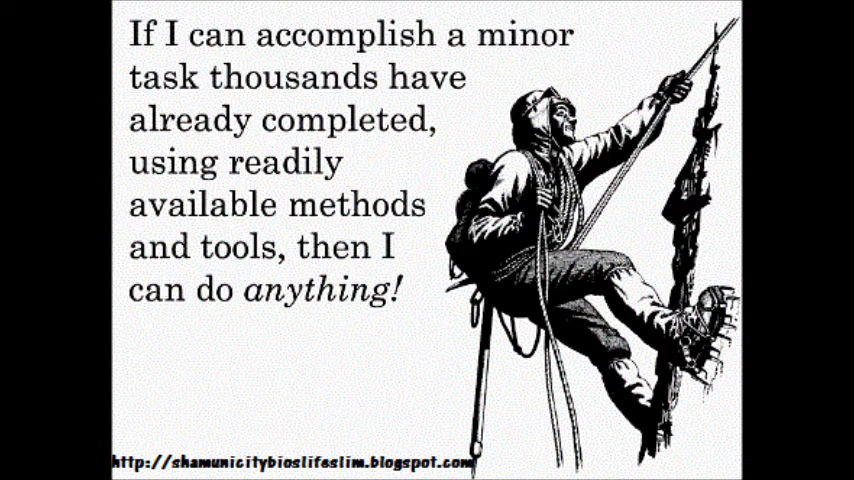 If I can accomplish a minor
task thousands have
already completed,
using readily
available methods
and tools, then I
can do anything!
http://shamunicitybioslifeslim.blogspot.com